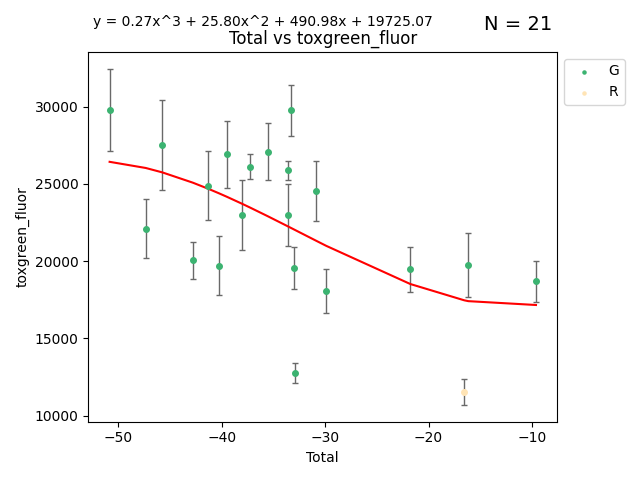 y = 0.27x^3 + 25.80x^2 + 490.98x + 19725.07
N = 21
Total vs toxgreen_fluor
G
R
30000
25000
20000
15000
10000
toxgreen_fluor
−50
−40
−30
−20
−10
Total